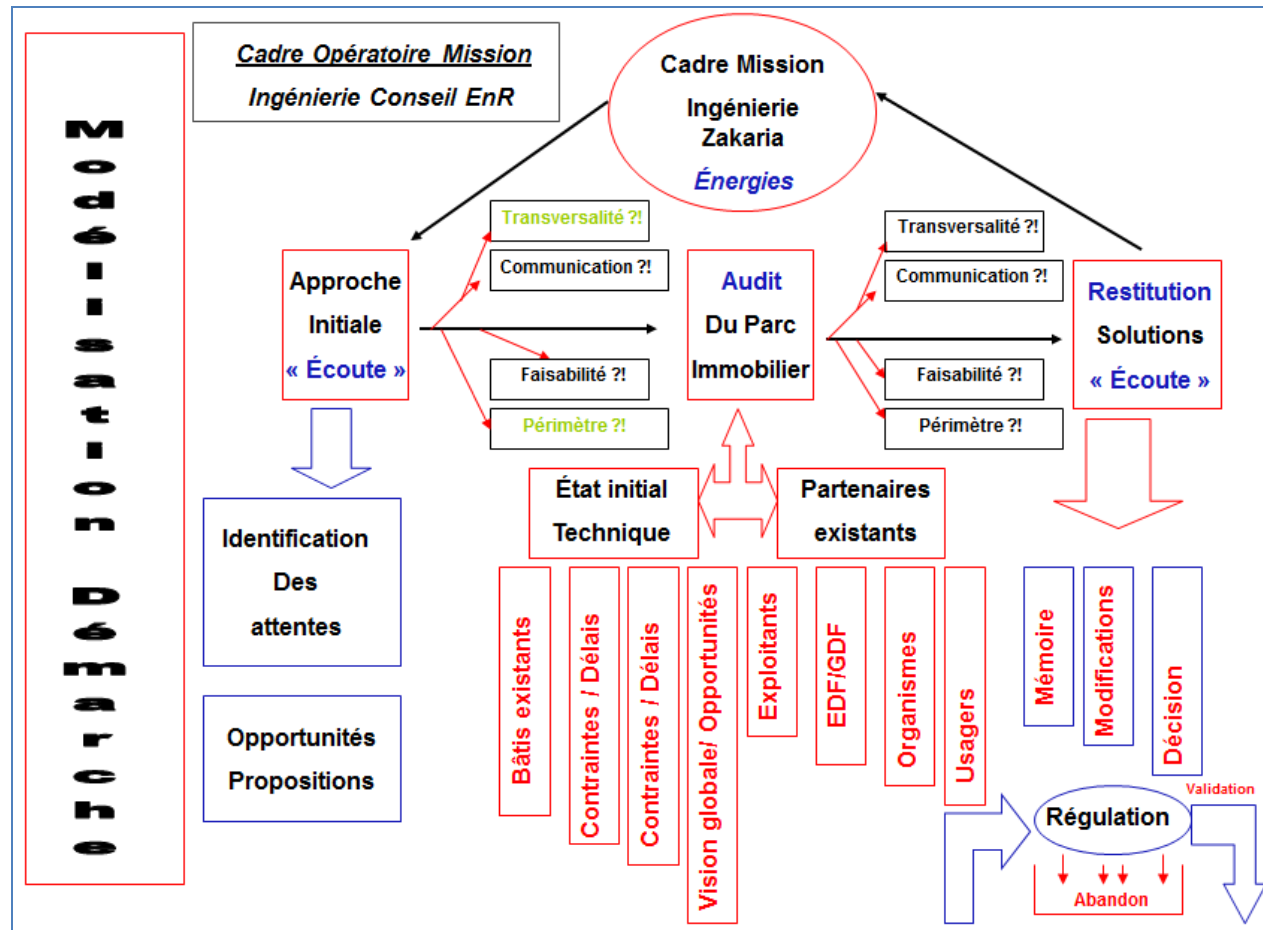 Modélisation Démarche
Cadre Opératoire Mission
Ingénierie Conseil EnR
Cadre Mission
Ingénierie
Zakaria
Énergies
Approche
Initiale
« Écoute »
Transversalité ?!
Communication ?!
Faisabilité ?!
Périmètre ?!
Audit
Du Parc
Immobilier
Transversalité ?!
Communication ?!
Faisabilité ?!
Périmètre ?!
Restitution
Solutions
« Écoute »
Identification
Des
attentes
Opportunités
Propositions
État initial
Technique
Partenaires
existants
Bâtis existants
Contraintes / Délais
Contraintes / Délais
Vision globale/ Opportunités
Exploitants
EDF/GDF
Organismes
Usagers
Mémoire
Modifications
Décision
Régulation
Validation
Abandon